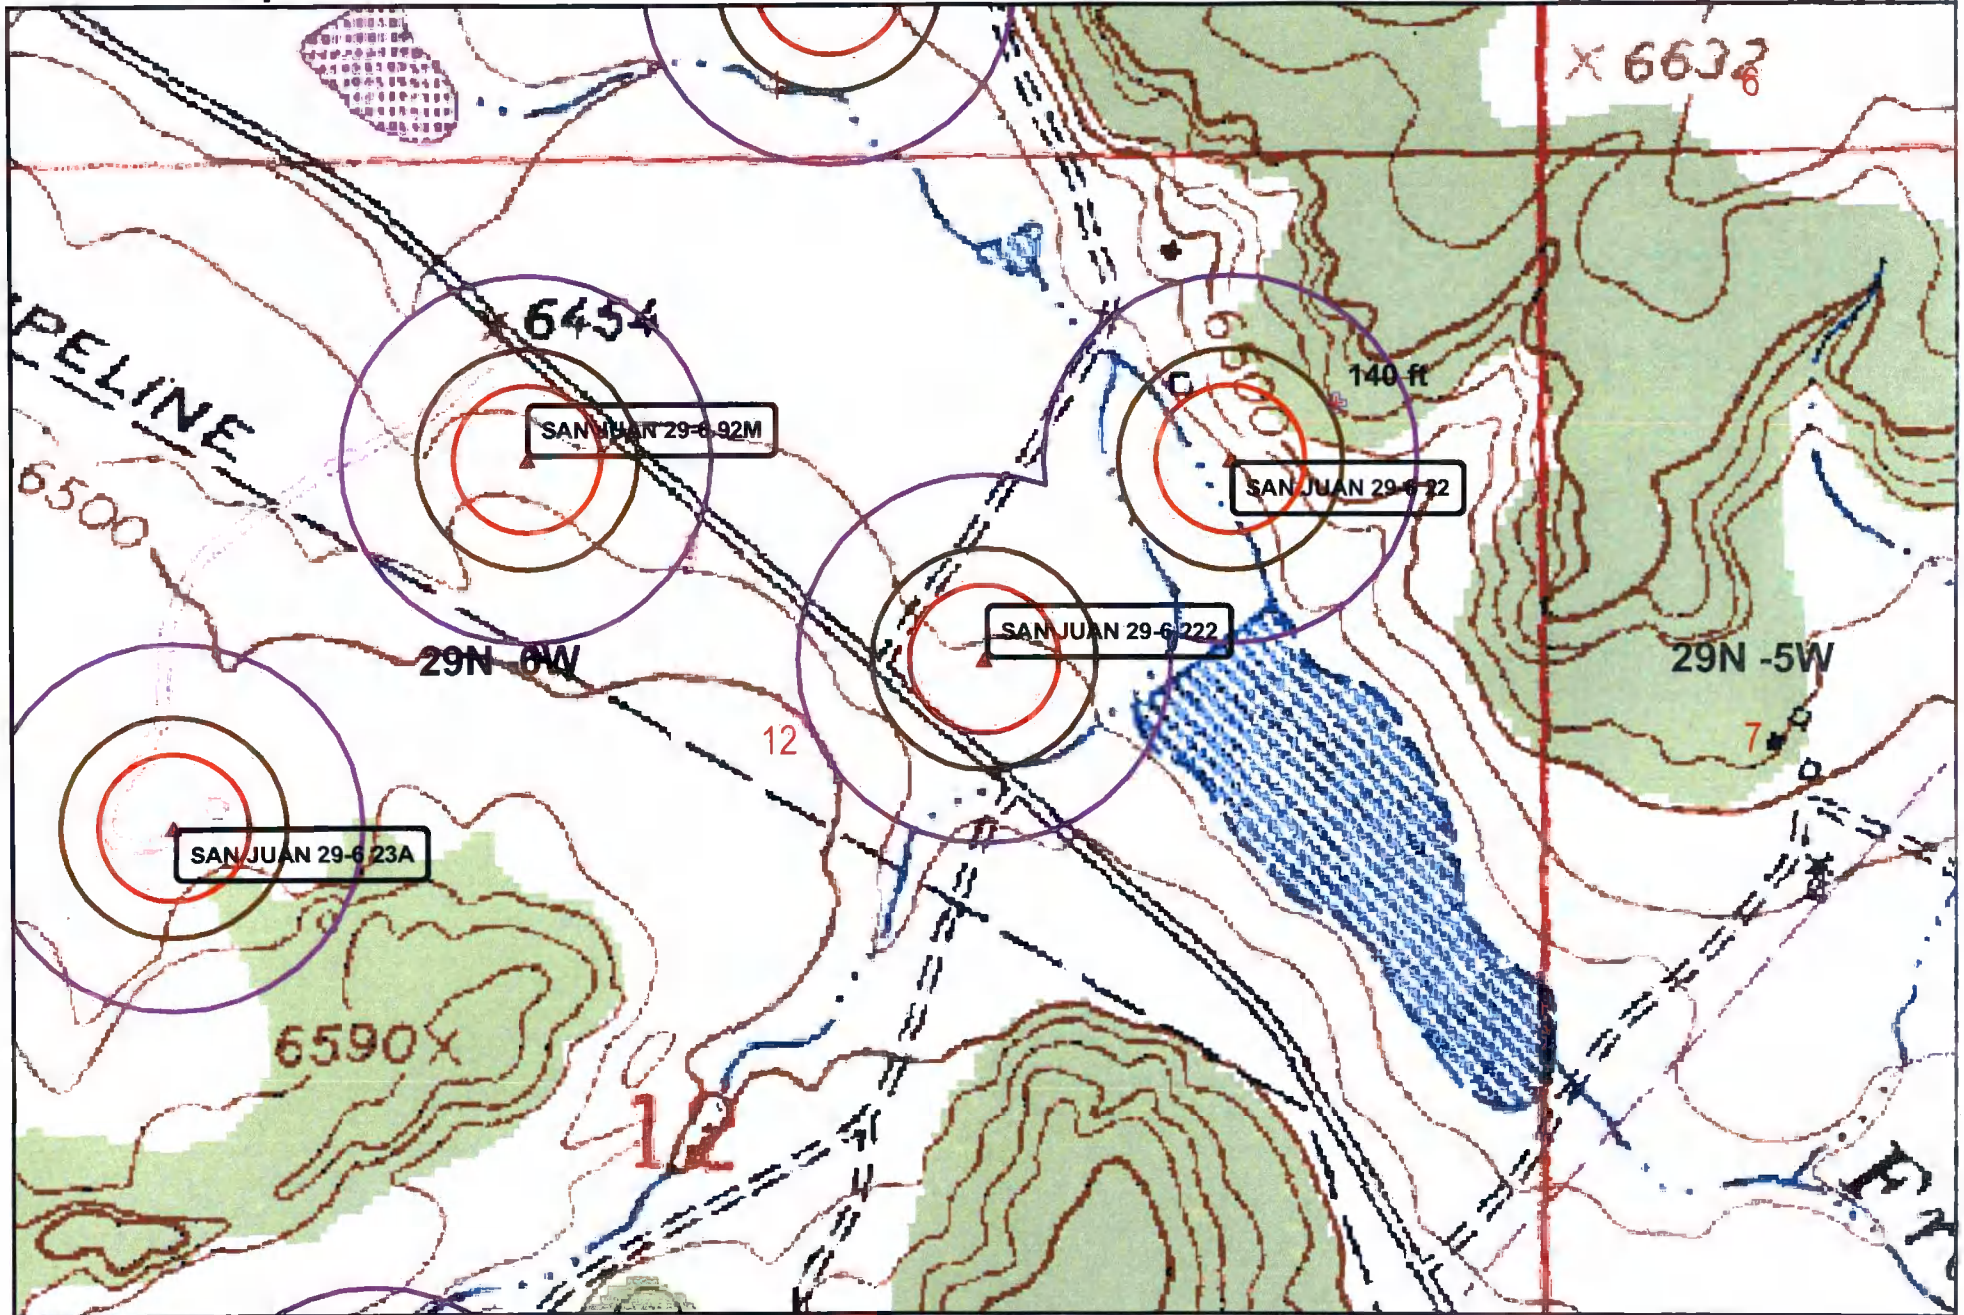 X 6632
6
6454
PELINE
6500
140 ft
SAN JUAN 29-6 92M
6500
SAN JUAN 29-6 22
SAN JUAN 29-6 222
29N -6W
29N -5W
12
7
SAN JUAN 29-6 23A
6590 X
12